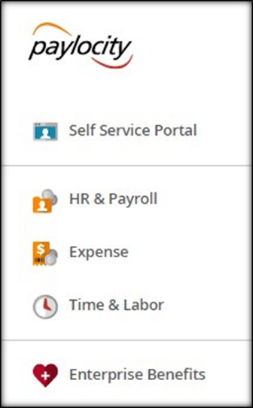 paylocity
Self Service Portal
HR & Payroll
Expense
Time & Labor
Enterprise Benefits